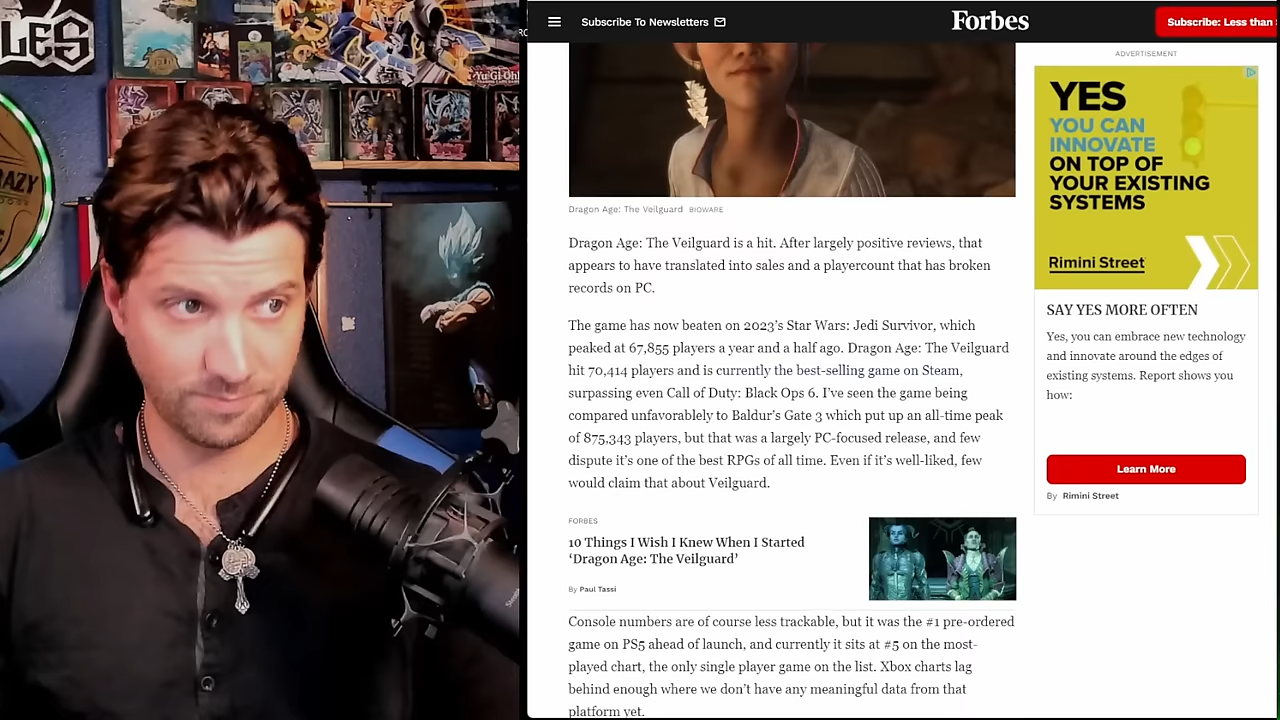 LES
Yu-Gi-Oh!
RAZY
Subscribe To Newsletters
Forbes
Subscribe: Less than
Dragon Age: The Veilguard BIOWARE
Dragon Age: The Veilguard is a hit. After largely positive reviews, that
appears to have translated into sales and a playercount that has broken
records on PC.
The game has now beaten on 2023's Star Wars: Jedi Survivor, which
peaked at 67,855 players a year and a half ago. Dragon Age: The Veilguard
hit 70,414 players and is currently the best-selling game on Steam,
surpassing even Call of Duty: Black Ops 6. I've seen the game being
compared unfavorablely to Baldur's Gate 3 which put up an all-time peak
of 875,343 players, but that was a largely PC-focused release, and few
dispute it's one of the best RPGs of all time. Even if it's well-liked, few
would claim that about Veilguard.
FORBES
10 Things I Wish I Knew When I Started
‘Dragon Age: The Veilguard’
By Paul Tassi
Console numbers are of course less trackable, but it was the #1 pre-ordered
game on PS5 ahead of launch, and currently it sits at #5 on the most-
played chart, the only single player game on the list. Xbox charts lag
behind enough where we don't have any meaningful data from that
platform yet.
ADVERTISEMENT
YES
YOU CAN
INNOVATE
ON TOP OF
YOUR EXISTING
SYSTEMS
Rimini Street
SAY YES MORE OFTEN
Yes, you can embrace new technology
and innovate around the edges of
existing systems. Report shows you
how:
Learn More
By Rimini Street